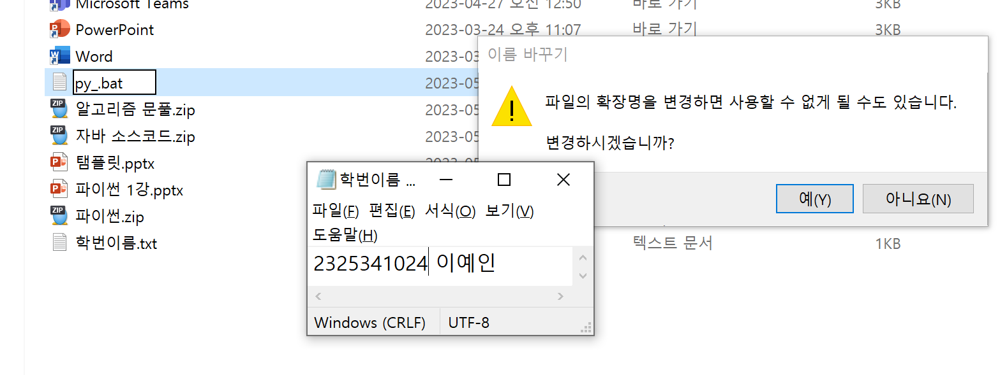 Microsoft Teams 2023-04-27 오전 12:50 바로 가기 3KB
PowerPoint 2023-03-24 오후 11:07 바로 가기 3KB
Word 2023-03
py_.bat 2023-05
알고리즘 문풀.zip 2023-05
자바 소스코드.zip 2023-05
탬플릿.pptx 2023-05
파이썬 1강.pptx
파이썬.zip
학번이름.txt 텍스트 문서 1KB
이름 바꾸기
파일의 확장명을 변경하면 사용할 수 없게 될 수도 있습니다.
변경하시겠습니까?
예(Y) 아니요(N)
학번이름 ...
파일(F) 편집(E) 서식(O) 보기(V)
도움말(H)
2325341024 이예인
Windows (CRLF) UTF-8